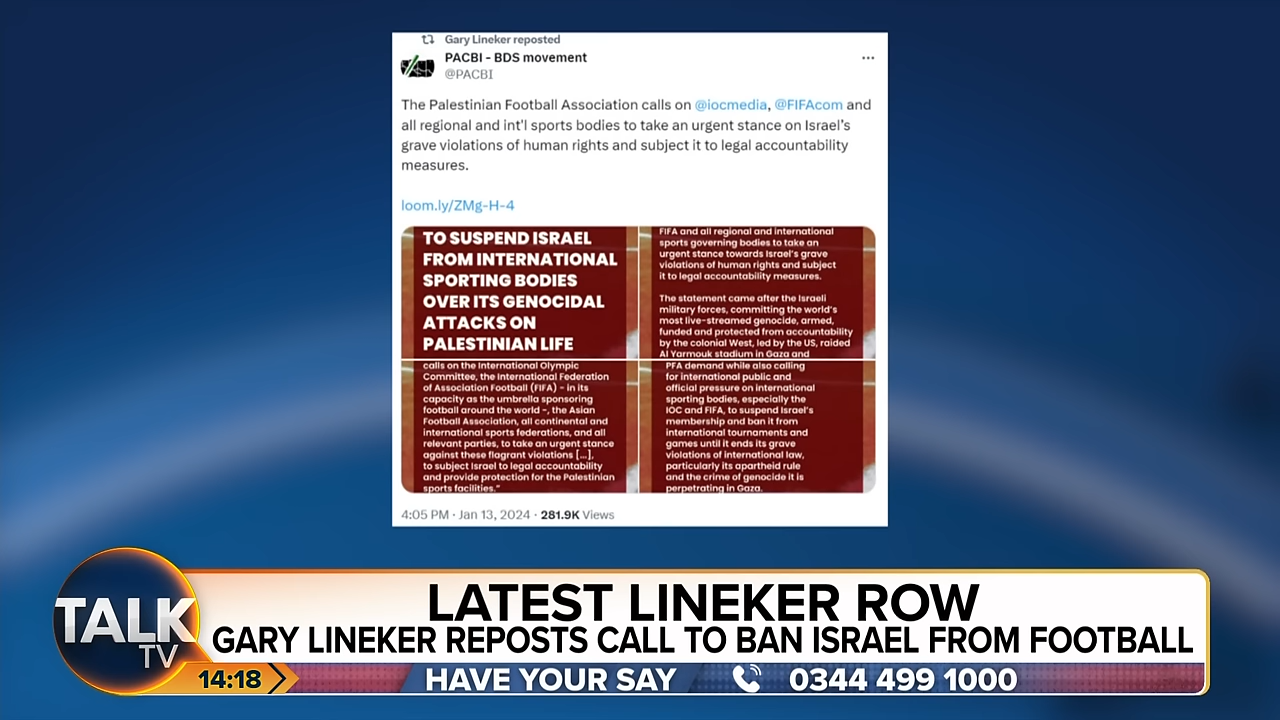 Gary Lineker reposted
PACBI - BDS movement
@PACBI
The Palestinian Football Association calls on @iocmedia, @FIFAcom and
all regional and int'l sports bodies to take an urgent stance on Israel's
grave violations of human rights and subject it to legal accountability
measures.
loom.ly/ZMg-H-4
TO SUSPEND ISRAEL
FROM INTERNATIONAL
SPORTING BODIES
OVER ITS GENOCIDAL
ATTACKS ON
PALESTINIAN LIFE
FIFA and all regional and international
sports governing bodies to take an
urgent stance towards Israel's grave
violations of human rights and subject
it to legal accountability measures.
The statement came after the Israeli
military forces, committing the world's
most live-streamed genocide, armed,
funded and protected from accountability
by the colonial West, led by the US, raided
Al Yarmouk stadium in Gaza and
calls on the International Olympic
Committee, the International Federation
of Association Football (FIFA) - in its
capacity as the umbrella sponsoring
football around the world -, the Asian
Football Association, all continental and
international sports federations, and all
relevant parties, to take an urgent stance
against these flagrant violations [...],
to subject Israel to legal accountability
and provide protection for the Palestinian
sports facilities."
PFA demand while also calling
for international public and
official pressure on international
sporting bodies, especially the
IOC and FIFA, to suspend Israel's
membership and ban it from
international tournaments and
games until it ends its grave
violations of international law,
particularly its apartheid rule
and the crime of genocide it is
perpetrating in Gaza.
4:05 PM · Jan 13, 2024 · 281.9K Views
LATEST LINEKER ROW
GARY LINEKER REPOSTS CALL TO BAN ISRAEL FROM FOOTBALL
TALK
TV
14:18
HAVE YOUR SAY
0344 499 1000